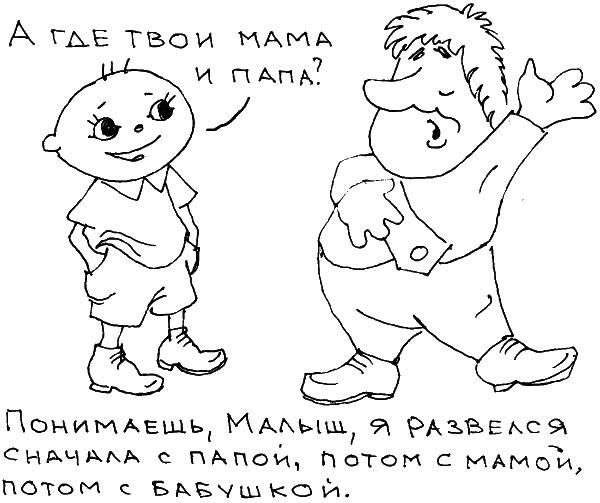 А ГДЕ ТВОИ МАМА
И ПАПА?
ПОНИМАЕШЬ, МАЛЫШ, Я РАЗВЕЛСЯ
СНАЧАЛА С ПАПОЙ, ПОТОМ С МАМОЙ,
ПОТОМ С БАБУШКОЙ.